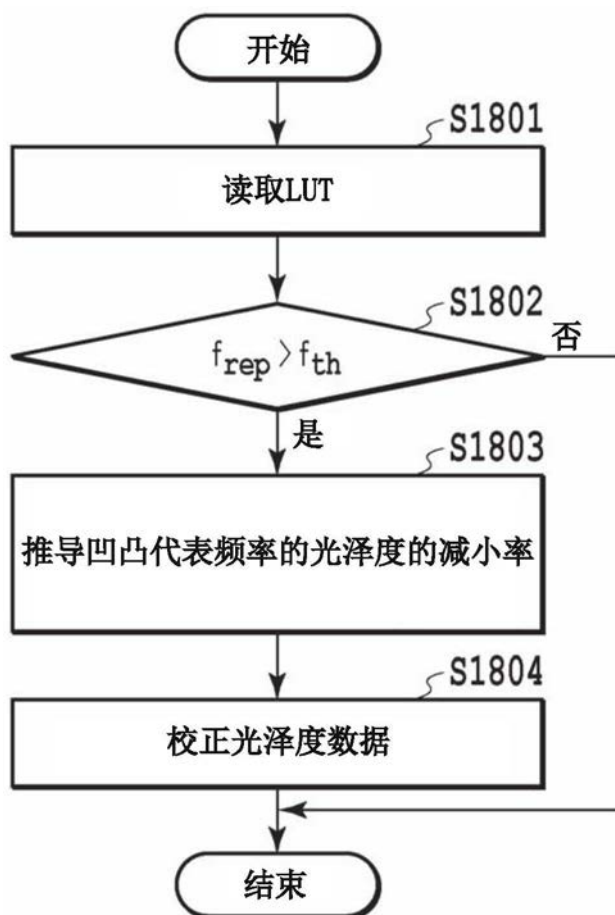 开始
S1801
读取LUT
S1802
f_rep > f_th
否
是
S1803
推导凹凸代表频率的光泽度的减小率
S1804
校正光泽度数据
结束